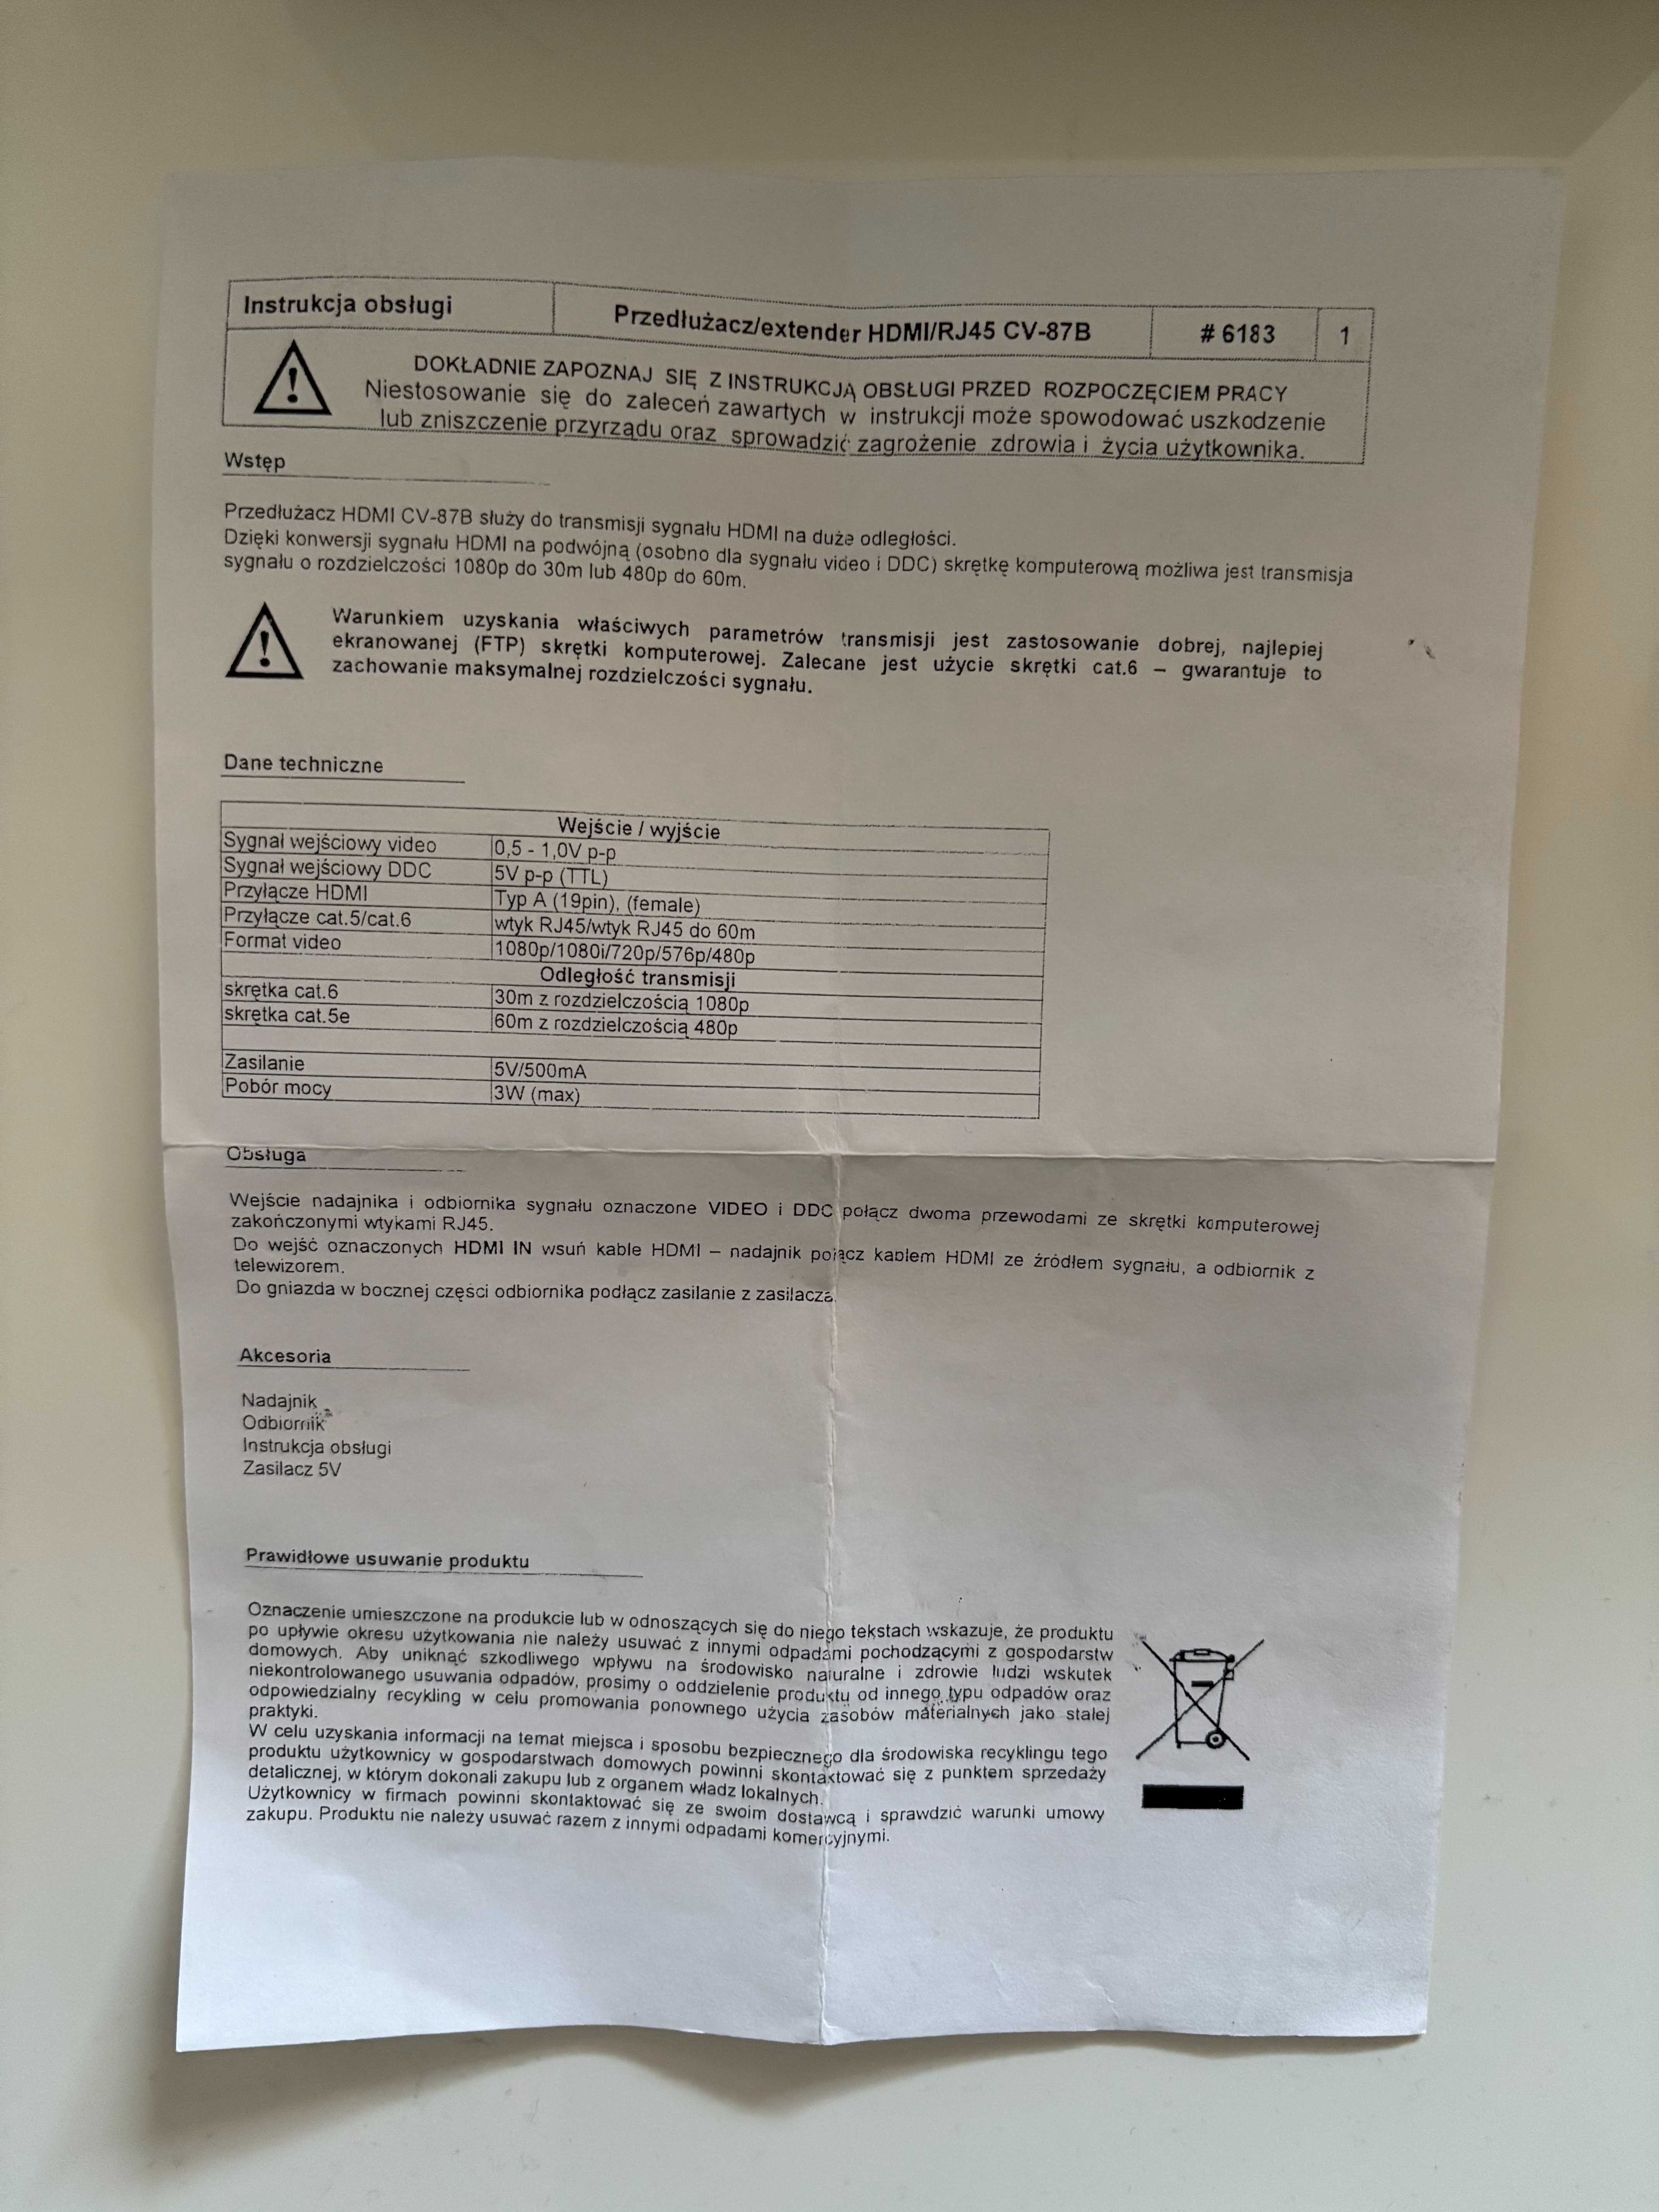 Instrukcja obsługi
Przedłużacz/extender HDMI/RJ45 CV-87B
# 6183
1
DOKŁADNIE ZAPOZNAJ SIĘ Z INSTRUKCJĄ OBSŁUGI PRZED ROZPOCZĘCIEM PRACY
Niestosowanie się do zaleceń zawartych w instrukcji może spowodować uszkodzenie
lub zniszczenie przyrządu oraz sprowadzić zagrożenie zdrowia i życia użytkownika.
Wstęp
Przedłużacz HDMI CV-87B służy do transmisji sygnału HDMI na duże odległości.
Dzięki konwersji sygnału HDMI na podwójną (osobno dla sygnału video i DDC) skrętkę komputerową możliwa jest transmisja
sygnału o rozdzielczości 1080p do 30m lub 480p do 60m.
Warunkiem uzyskania właściwych parametrów transmisji jest zastosowanie dobrej, najlepiej
ekranowanej (FTP) skrętki komputerowej. Zalecane jest użycie skrętki cat.6 – gwarantuje to
zachowanie maksymalnej rozdzielczości sygnału.
Dane techniczne
Wejście / wyjście
Sygnał wejściowy video 0,5 - 1,0V p-p
Sygnał wejściowy DDC 5V p-p (TTL)
Przyłącze HDMI Typ A (19pin), (female)
Przyłącze cat.5/cat.6 wtyk RJ45/wtyk RJ45 do 60m
Format video 1080p/1080i/720p/576p/480p
Odległość transmisji
skrętka cat.6 30m z rozdzielczością 1080p
skrętka cat.5e 60m z rozdzielczością 480p
Zasilanie 5V/500mA
Pobór mocy 3W (max)
Obsługa
Wejście nadajnika i odbiornika sygnału oznaczone VIDEO i DDC połącz dwoma przewodami ze skrętki komputerowej
zakończonymi wtykami RJ45.
Do wejść oznaczonych HDMI IN wsuń kable HDMI – nadajnik połącz kablem HDMI ze źródłem sygnału, a odbiornik z
telewizorem.
Do gniazda w bocznej części odbiornika podłącz zasilanie z zasilacza.
Akcesoria
Nadajnik
Odbiornik
Instrukcja obsługi
Zasilacz 5V
Prawidłowe usuwanie produktu
Oznaczenie umieszczone na produkcie lub w odnoszących się do niego tekstach wskazuje, że produktu
po upływie okresu użytkowania nie należy usuwać z innymi odpadami pochodzącymi z gospodarstw
domowych. Aby uniknąć szkodliwego wpływu na środowisko naturalne i zdrowie ludzi wskutek
niekontrolowanego usuwania odpadów, prosimy o oddzielenie produktu od innego typu odpadów oraz
odpowiedzialny recykling w celu promowania ponownego użycia zasobów materialnych jako stałej
praktyki.
W celu uzyskania informacji na temat miejsca i sposobu bezpiecznego dla środowiska recyklingu tego
produktu użytkownicy w gospodarstwach domowych powinni skontaktować się z punktem sprzedaży
detalicznej, w którym dokonali zakupu lub z organem władz lokalnych.
Użytkownicy w firmach powinni skontaktować się ze swoim dostawcą i sprawdzić warunki umowy
zakupu. Produktu nie należy usuwać razem z innymi odpadami komercyjnymi.